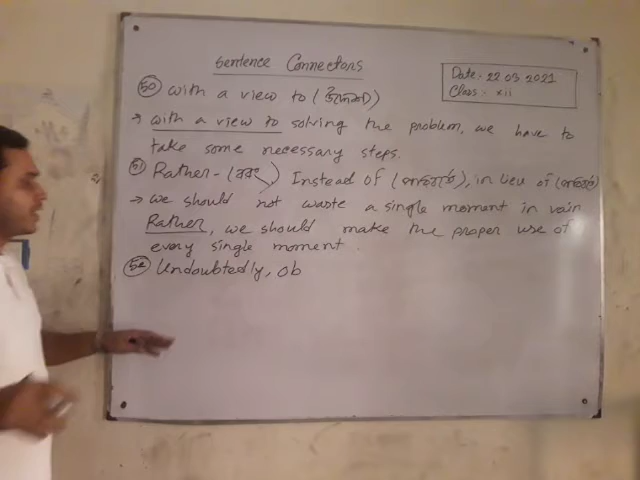 Sentence Connectors
Date: 22 03 2021
Class: xii
with a view to (উদ্দেশ্যে)
→ with a view to solving the problem, we have to
take some necessary steps.
Rather - (বরং) Instead of (পরিবর্তে), in lieu of (পরিবর্তে)
→ we should not waste a single moment in vain
Rather, we should make the proper use of
every single moment.
Undoubtedly, Ob